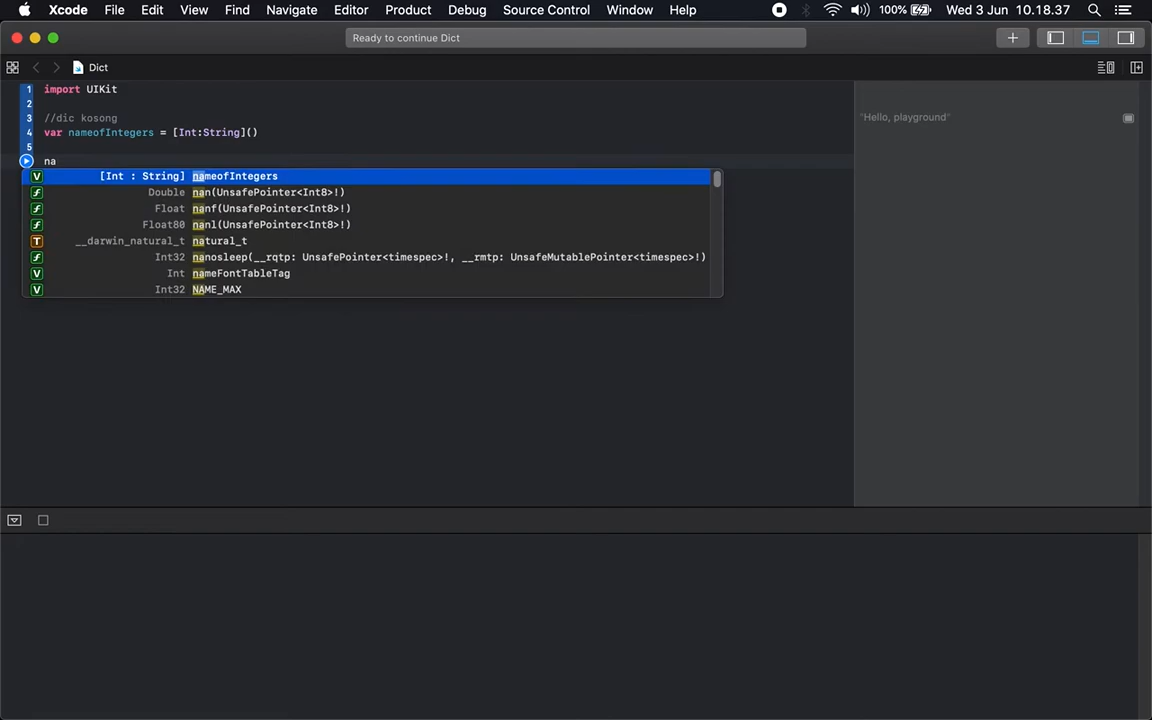 Xcode File Edit View Find Navigate Editor Product Debug Source Control Window Help 100% Wed 3 Jun 10.18.37
Ready to continue Dict
Dict
1 import UIKit
2
3 //dic kosong
4 var nameofIntegers = [Int:String]()
5
na
"Hello, playground"
V [Int : String] nameofIntegers
f Double nan(UnsafePointer<Int8>!)
f Float nanf(UnsafePointer<Int8>!)
f Float80 nanl(UnsafePointer<Int8>!)
T __darwin_natural_t natural_t
f Int32 nanosleep(__rqtp: UnsafePointer<timespec>!, __rmtp: UnsafeMutablePointer<timespec>!)
V Int nameFontTableTag
V Int32 NAME_MAX